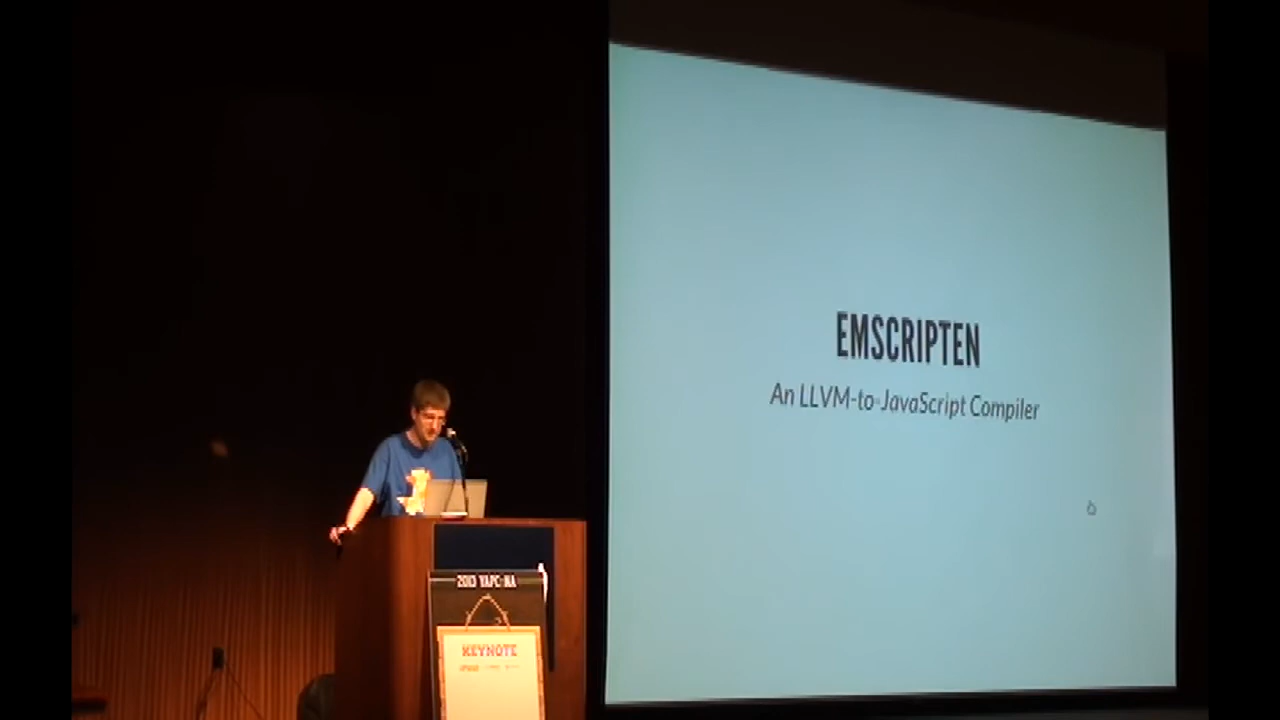 EMSCRIPTEN
An LLVM-to-JavaScript Compiler
2013 YAPC::NA
KEYNOTE